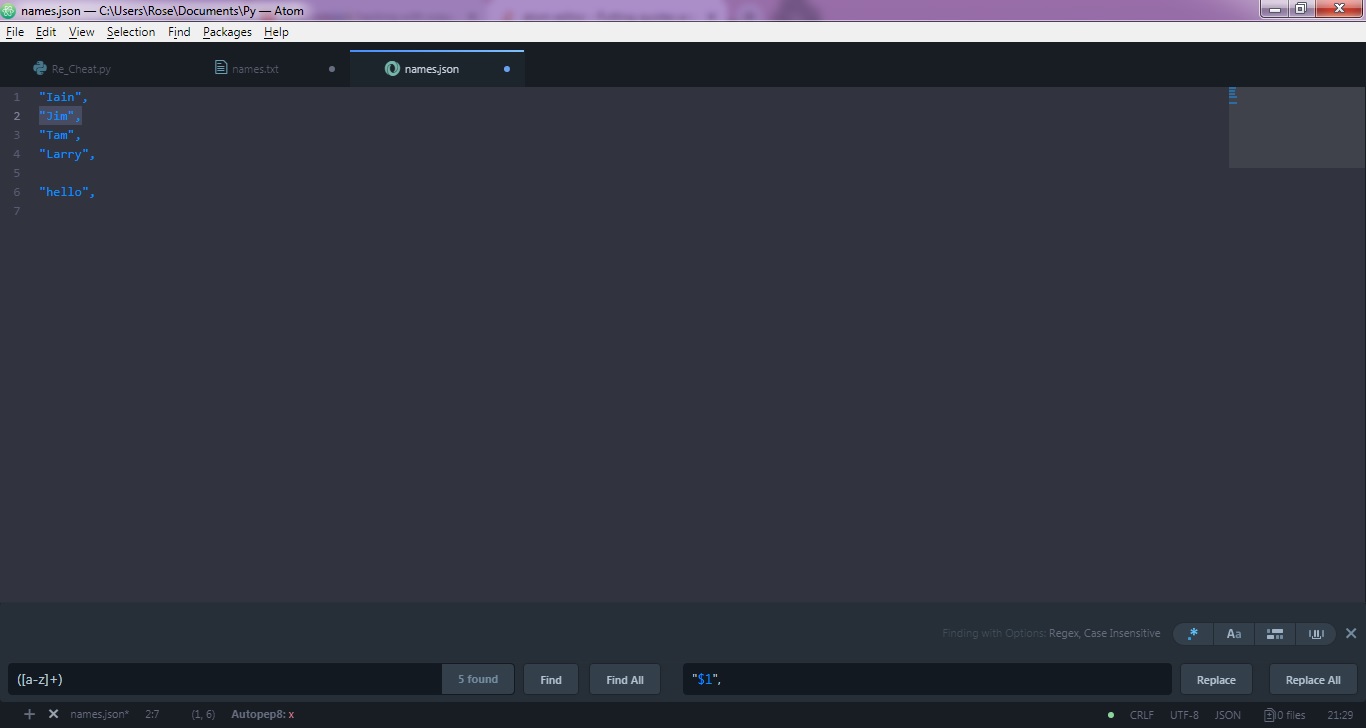 names.json — C:\Users\Rose\Documents\Py — Atom
File Edit View Selection Find Packages Help
Re_Cheat.py names.txt names.json
1 "Iain",
2 "Jim",
3 "Tam",
4 "Larry",
5
6 "hello",
7
Finding with Options: Regex, Case Insensitive .* Aa
([a-z]+) 5 found Find Find All "$1", Replace Replace All
names.json* 2:7 (1, 6) Autopep8: x CRLF UTF-8 JSON 0 files 21:29